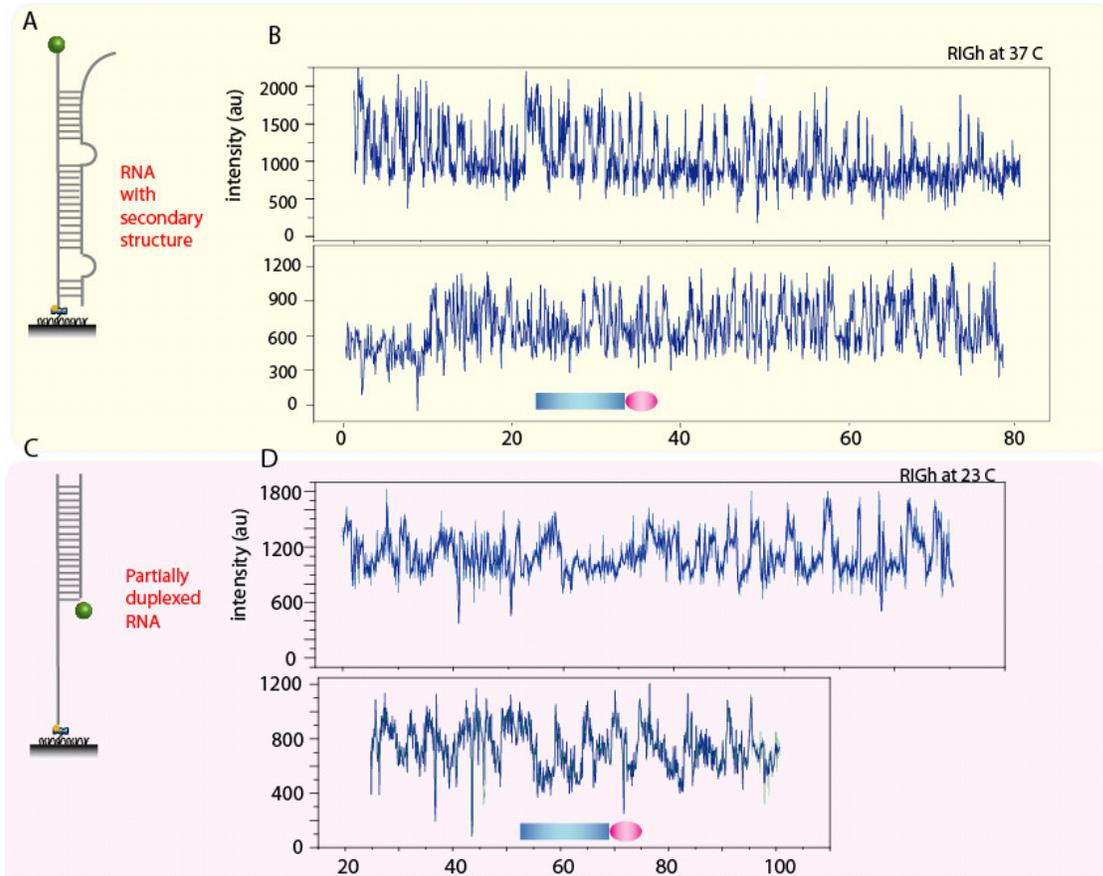 A
B
RIGh at 37 C
intensity (au)
2000
1500
1000
500
0
RNA
with
secondary
structure
1200
900
600
300
0
0 20 40 60 80
C
D
RIGh at 23 C
intensity (au)
1800
1200
600
0
Partially
duplexed
RNA
1200
800
400
0
20 40 60 80 100